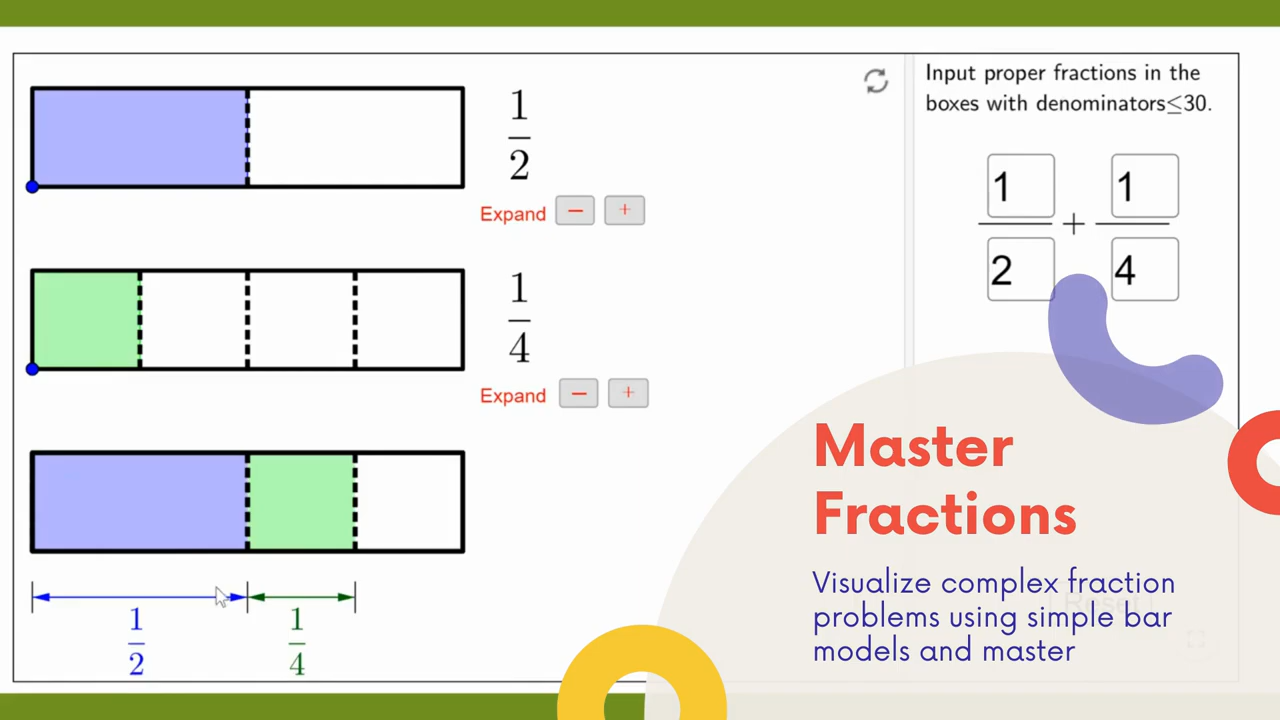 1
2
Expand − +
1
4
Expand − +
1
2
1
4
Input proper fractions in the
boxes with denominators≤30.
1 + 1
2 4
Master
Fractions
Visualize complex fraction
problems using simple bar
models and master
Reset